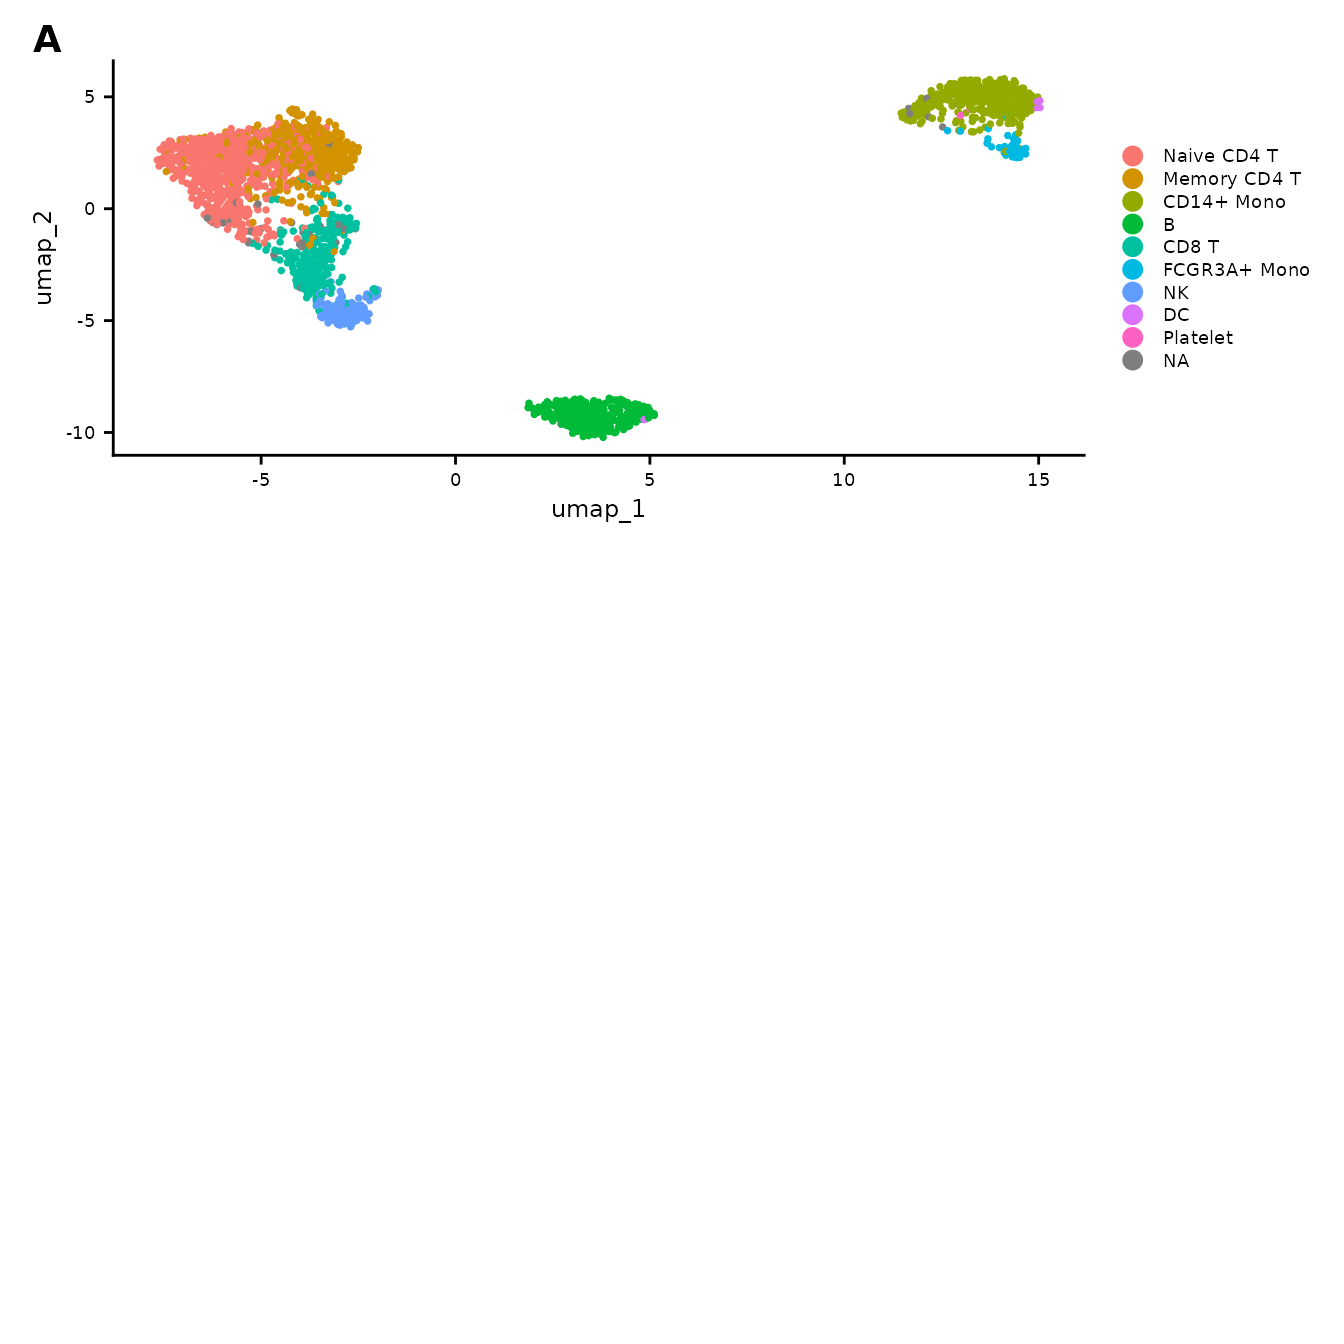 A
5
0
-5
-10
umap_2
-5 0 5 10 15
umap_1
Naive CD4 T
Memory CD4 T
CD14+ Mono
B
CD8 T
FCGR3A+ Mono
NK
DC
Platelet
NA